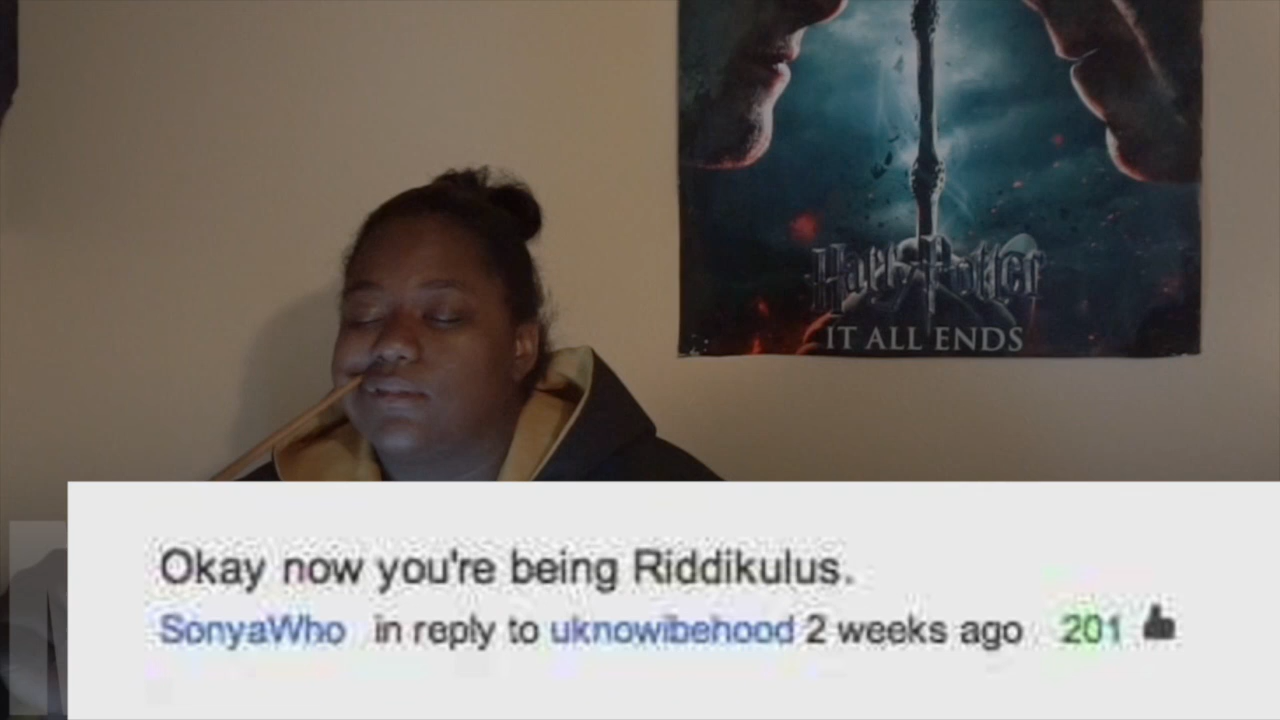 Harry Potter
IT ALL ENDS
Okay now you're being Riddikulus.
SonyaWho in reply to uknowibehood 2 weeks ago 201